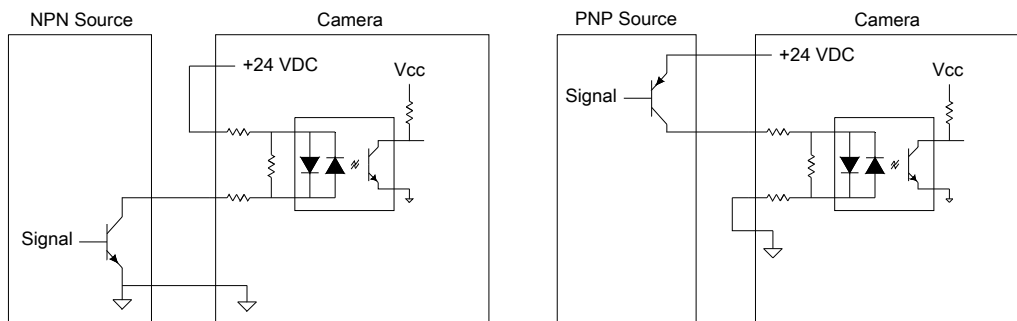 NPN Source
Camera
+24 VDC
Vcc
Signal
PNP Source
Camera
+24 VDC
Vcc
Signal